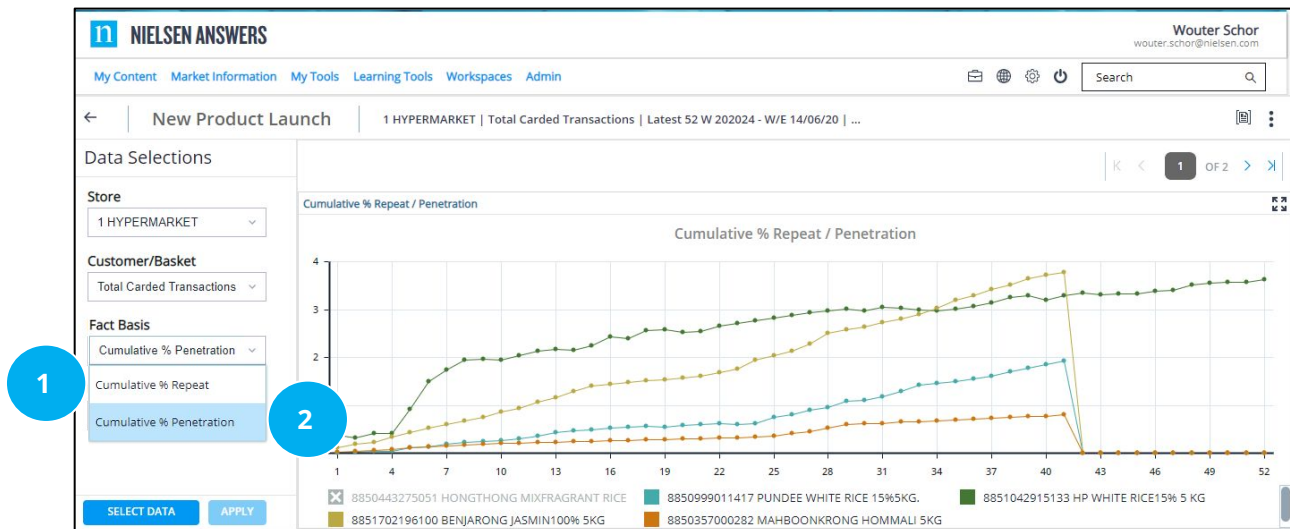 n NIELSEN ANSWERS
Wouter Schor
wouter.schor@nielsen.com
My Content Market Information My Tools Learning Tools Workspaces Admin
Search
New Product Launch
1 HYPERMARKET | Total Carded Transactions | Latest 52 W 202024 - W/E 14/06/20 | ...
Data Selections
1 OF 2
Store
1 HYPERMARKET
Cumulative % Repeat / Penetration
Cumulative % Repeat / Penetration
Customer/Basket
Total Carded Transactions
Fact Basis
Cumulative % Penetration
1
Cumulative % Repeat
Cumulative % Penetration
2
4
3
2
1 4 7 10 13 16 19 22 25 28 31 34 37 40 43 46 49 52
8850443275051 HONGTHONG MIXFRAGRANT RICE
8850999011417 PUNDEE WHITE RICE 15%5KG.
8851042915133 HP WHITE RICE15% 5 KG
8851702196100 BENJARONG JASMIN100% 5KG
8850357000282 MAHBOONKRONG HOMMALI 5KG
SELECT DATA
APPLY